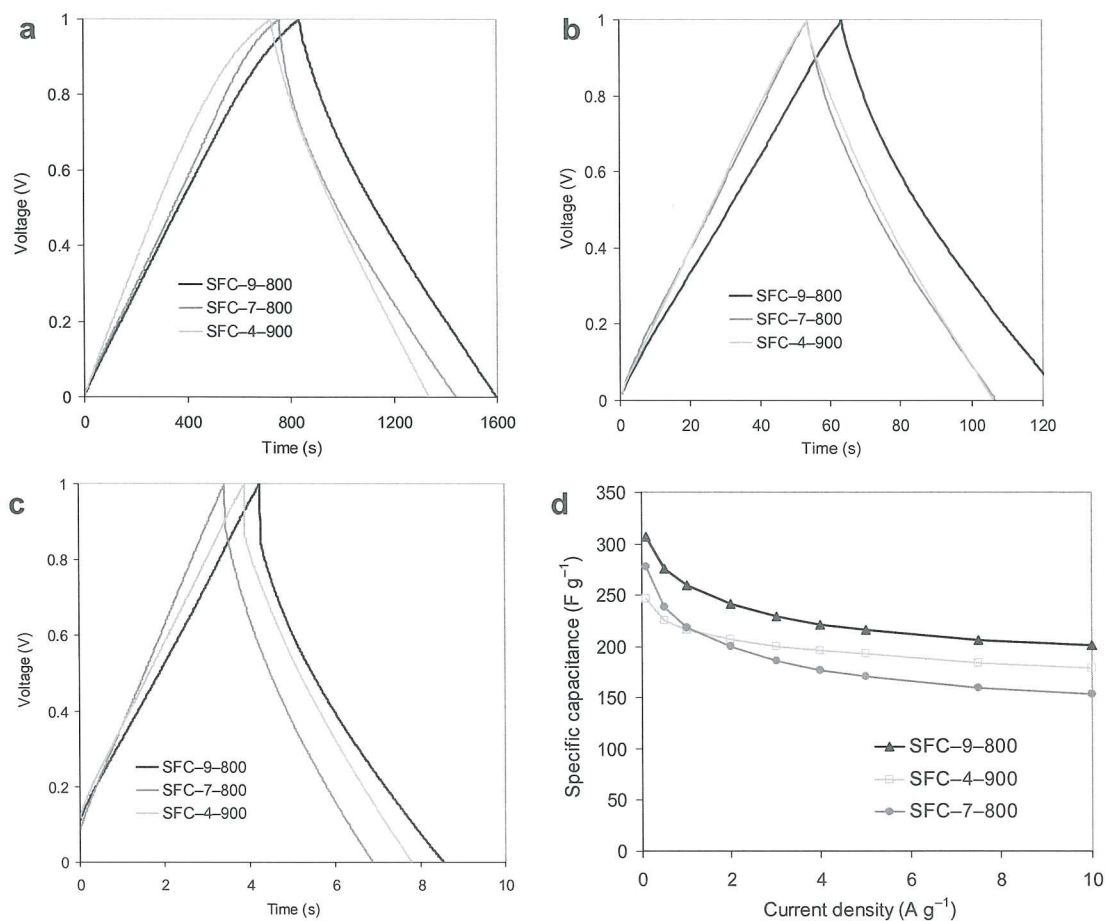 a
1
0.8
0.6
0.4
0.2
0
Voltage (V)
SFC–9–800
SFC–7–800
SFC–4–900
0 400 800 1200 1600
Time (s)
b
1
0.8
0.6
0.4
0.2
0
Voltage (V)
SFC–9–800
SFC–7–800
SFC–4–900
0 20 40 60 80 100 120
Time (s)
c
1
0.8
0.6
0.4
0.2
0
Voltage (V)
SFC–9–800
SFC–7–800
SFC–4–900
0 2 4 6 8 10
Time (s)
d
350
300
250
200
150
100
50
0
Specific capacitance (F g⁻¹)
SFC–9–800
SFC–4–900
SFC–7–800
0 2 4 6 8 10
Current density (A g⁻¹)